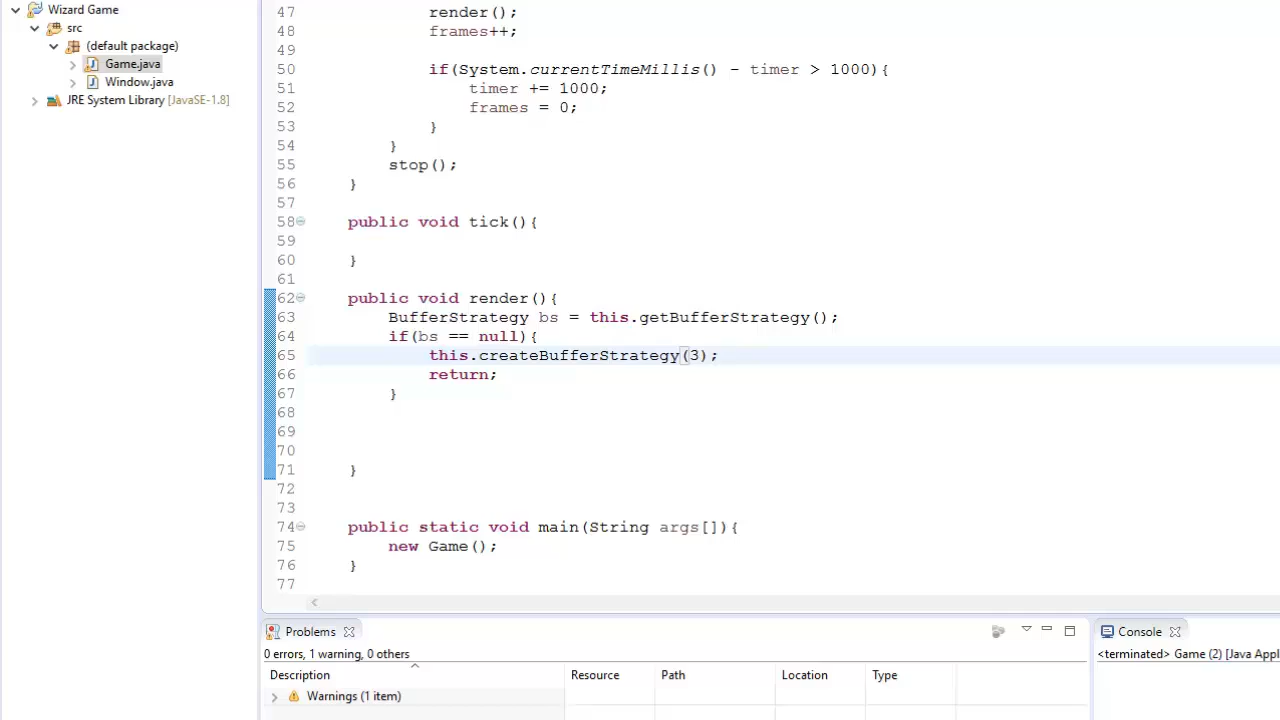 Wizard Game
src
(default package)
Game.java
Window.java
JRE System Library [JavaSE-1.8]
47 render();
48 frames++;
49
50 if(System.currentTimeMillis() - timer > 1000){
51 timer += 1000;
52 frames = 0;
53 }
54 }
55 stop();
56 }
57
58 public void tick(){
59
60 }
61
62 public void render(){
63 BufferStrategy bs = this.getBufferStrategy();
64 if(bs == null){
65 this.createBufferStrategy(3);
66 return;
67 }
68
69
70
71 }
72
73
74 public static void main(String args[]){
75 new Game();
76 }
77
Problems
0 errors, 1 warning, 0 others
Description Resource Path Location Type
Warnings (1 item)
Console
<terminated> Game (2) [Java Appl